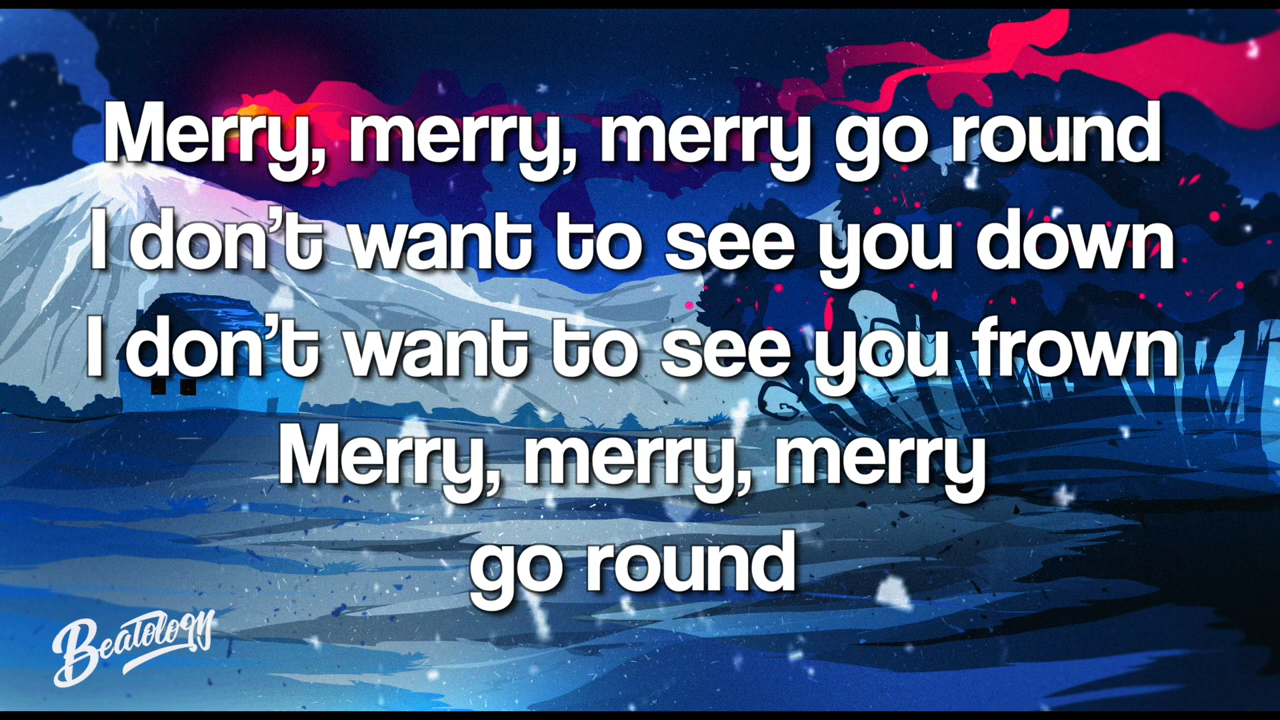 Merry, merry, merry go round
I don't want to see you down
I don't want to see you frown
Merry, merry, merry
go round
Beatology